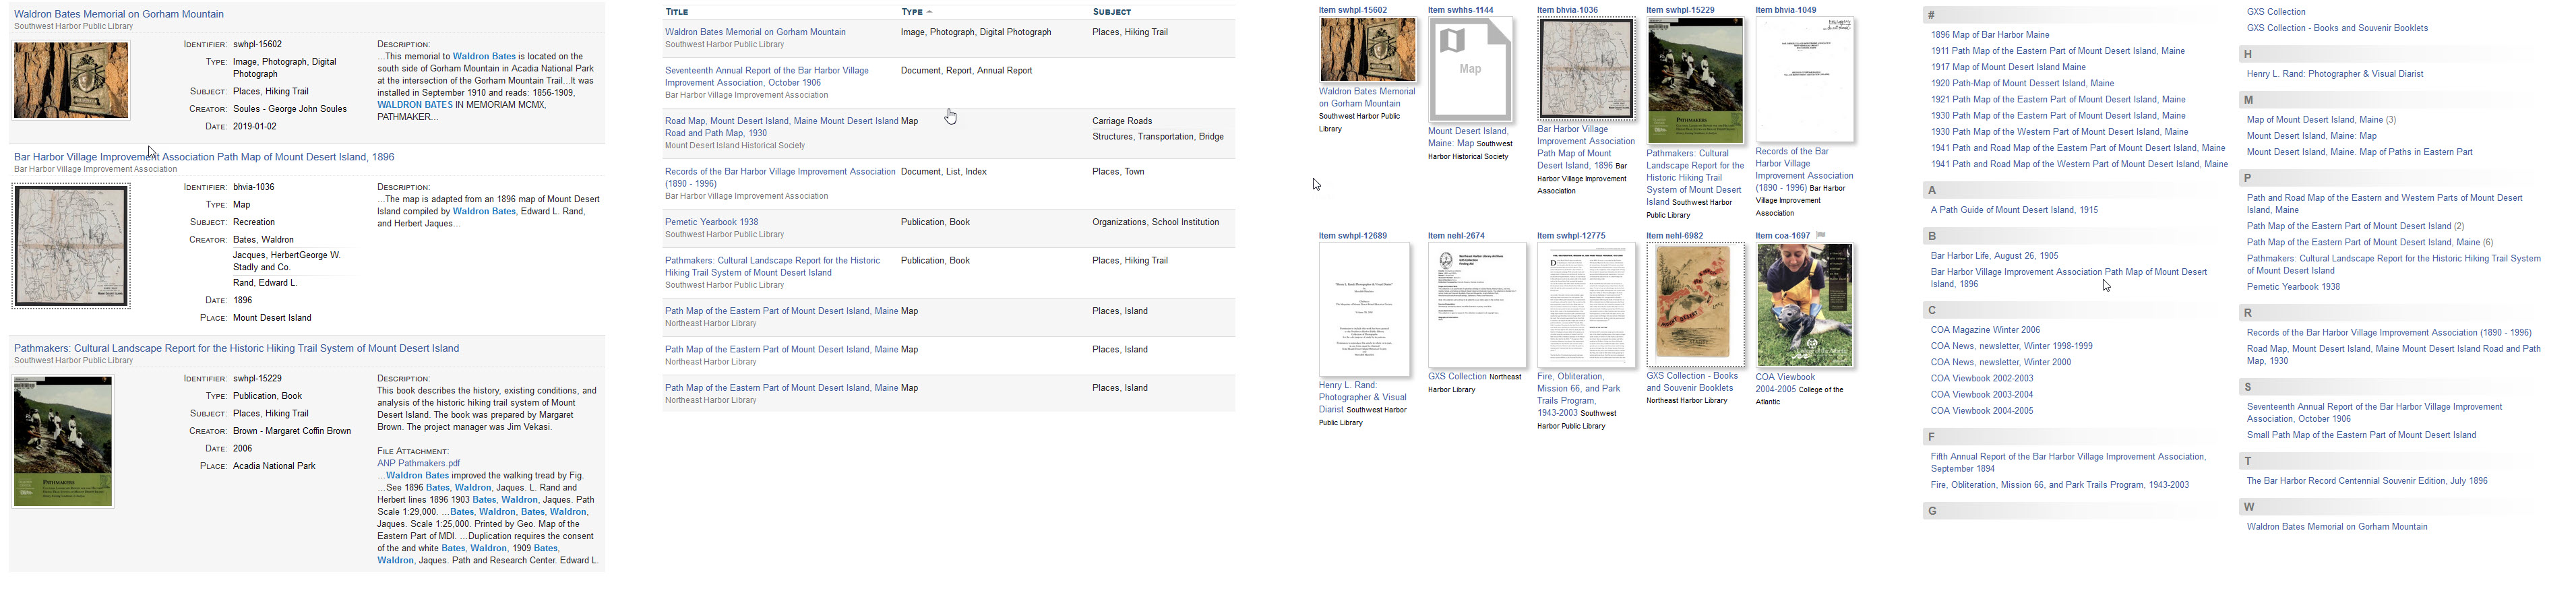 Waldron Bates Memorial on Gorham Mountain
Southwest Harbor Public Library
IDENTIFIER: swhpl-15602
TYPE: Image, Photograph, Digital
Photograph
SUBJECT: Places, Hiking Trail
CREATOR: Soules - George John Soules
DATE: 2019-01-02
DESCRIPTION:
...This memorial to Waldron Bates is located on the
south side of Gorham Mountain in Acadia National Park
at the intersection of the Gorham Mountain Trail...It was
installed in September 1910 and reads: 1856-1909,
WALDRON BATES IN MEMORIAM MCMX,
PATHMAKER...
Bar Harbor Village Improvement Association Path Map of Mount Desert Island, 1896
Bar Harbor Village Improvement Association
IDENTIFIER: bhvia-1036
TYPE: Map
SUBJECT: Recreation
CREATOR: Bates, Waldron
Jacques, HerbertGeorge W.
Stadly and Co.
Rand, Edward L.
DATE: 1896
PLACE: Mount Desert Island
DESCRIPTION:
...The map is adapted from an 1896 map of Mount Desert
Island compiled by Waldron Bates, Edward L. Rand,
and Herbert Jaques...
Pathmakers: Cultural Landscape Report for the Historic Hiking Trail System of Mount Desert Island
Southwest Harbor Public Library
PATHMAKERS
IDENTIFIER: swhpl-15229
TYPE: Publication, Book
SUBJECT: Places, Hiking Trail
CREATOR: Brown - Margaret Coffin Brown
DATE: 2006
PLACE: Acadia National Park
DESCRIPTION:
This book describes the history, existing conditions, and
analysis of the historic hiking trail system of Mount
Desert Island. The book was prepared by Margaret
Brown. The project manager was Jim Vekasi.
FILE ATTACHMENT:
ANP Pathmakers.pdf
...Waldron Bates improved the walking tread by Fig.
...See 1896 Bates, Waldron, Jaques. L. Rand and
Herbert lines 1896 1903 Bates, Waldron, Jaques. Path
Scale 1:29,000. ...Bates, Waldron, Bates, Waldron,
Jaques. Scale 1:25,000. Printed by Geo. Map of the
Eastern Part of MDI. ...Duplication requires the consent
of the and white Bates, Waldron, 1909 Bates,
Waldron, Jaques. Path and Research Center. Edward L.
TITLE TYPE SUBJECT
Waldron Bates Memorial on Gorham Mountain Image, Photograph, Digital Photograph Places, Hiking Trail
Southwest Harbor Public Library
Seventeenth Annual Report of the Bar Harbor Village Document, Report, Annual Report
Improvement Association, October 1906
Bar Harbor Village Improvement Association
Road Map, Mount Desert Island, Maine Mount Desert Island Map Carriage Roads
Road and Path Map, 1930 Structures, Transportation, Bridge
Mount Desert Island Historical Society
Records of the Bar Harbor Village Improvement Association Document, List, Index Places, Town
(1890 - 1996)
Bar Harbor Village Improvement Association
Pemetic Yearbook 1938 Publication, Book Organizations, School Institution
Southwest Harbor Public Library
Pathmakers: Cultural Landscape Report for the Historic Publication, Book Places, Hiking Trail
Hiking Trail System of Mount Desert Island
Southwest Harbor Public Library
Path Map of the Eastern Part of Mount Desert Island, Maine Map Places, Island
Northeast Harbor Library
Path Map of the Eastern Part of Mount Desert Island, Maine Map Places, Island
Northeast Harbor Library
Path Map of the Eastern Part of Mount Desert Island, Maine Map Places, Island
Northeast Harbor Library
Item swhpl-15602
Waldron Bates Memorial
on Gorham Mountain
Southwest Harbor Public
Library
Item swhhs-1144
Map
Mount Desert Island,
Maine: Map Southwest
Harbor Historical Society
Item bhvia-1036
Bar Harbor Village
Improvement Association
Path Map of Mount
Desert Island, 1896 Bar
Harbor Village Improvement
Association
Item swhpl-15229
PATHMAKERS
Pathmakers: Cultural
Landscape Report for the
Historic Hiking Trail
System of Mount Desert
Island Southwest Harbor
Public Library
Item bhvia-1049
Records of the Bar
Harbor Village
Improvement Association
(1890 - 1996) Bar Harbor
Village Improvement
Association
Item swhpl-12689
Henry L. Rand:
Photographer & Visual
Diarist Southwest Harbor
Public Library
Item nehl-2674
GXS Collection Northeast
Harbor Library
Item swhpl-12775
Fire, Obliteration,
Mission 66, and Park
Trails Program,
1943-2003 Southwest
Harbor Public Library
Item nehl-6982
GXS Collection - Books
and Souvenir Booklets
Northeast Harbor Library
Item coa-1697
COA Viewbook
2004-2005 College of the
Atlantic
#
1896 Map of Bar Harbor Maine
1911 Path Map of the Eastern Part of Mount Desert Island, Maine
1917 Map of Mount Desert Island Maine
1920 Path-Map of Mount Dessert Island, Maine
1921 Path Map of the Eastern Part of Mount Desert Island, Maine
1930 Path Map of the Eastern Part of Mount Desert Island, Maine
1930 Path Map of the Western Part of Mount Desert Island, Maine
1941 Path and Road Map of the Eastern Part of Mount Desert Island, Maine
1941 Path and Road Map of the Western Part of Mount Desert Island, Maine
A
A Path Guide of Mount Desert Island, 1915
B
Bar Harbor Life, August 26, 1905
Bar Harbor Village Improvement Association Path Map of Mount Desert
Island, 1896
C
COA Magazine Winter 2006
COA News, newsletter, Winter 1998-1999
COA News, newsletter, Winter 2000
COA Viewbook 2002-2003
COA Viewbook 2003-2004
COA Viewbook 2004-2005
F
Fifth Annual Report of the Bar Harbor Village Improvement Association,
September 1894
Fire, Obliteration, Mission 66, and Park Trails Program, 1943-2003
G
GXS Collection
GXS Collection - Books and Souvenir Booklets
H
Henry L. Rand: Photographer & Visual Diarist
M
Map of Mount Desert Island, Maine (3)
Mount Desert Island, Maine: Map
Mount Desert Island, Maine. Map of Paths in Eastern Part
P
Path and Road Map of the Eastern and Western Parts of Mount Desert
Island, Maine
Path Map of the Eastern Part of Mount Desert Island (2)
Path Map of the Eastern Part of Mount Desert Island, Maine (6)
Pathmakers: Cultural Landscape Report for the Historic Hiking Trail System
of Mount Desert Island
Pemetic Yearbook 1938
R
Records of the Bar Harbor Village Improvement Association (1890 - 1996)
Road Map, Mount Desert Island, Maine Mount Desert Island Road and Path
Map, 1930
S
Seventeenth Annual Report of the Bar Harbor Village Improvement
Association, October 1906
Small Path Map of the Eastern Part of Mount Desert Island
T
The Bar Harbor Record Centennial Souvenir Edition, July 1896
W
Waldron Bates Memorial on Gorham Mountain